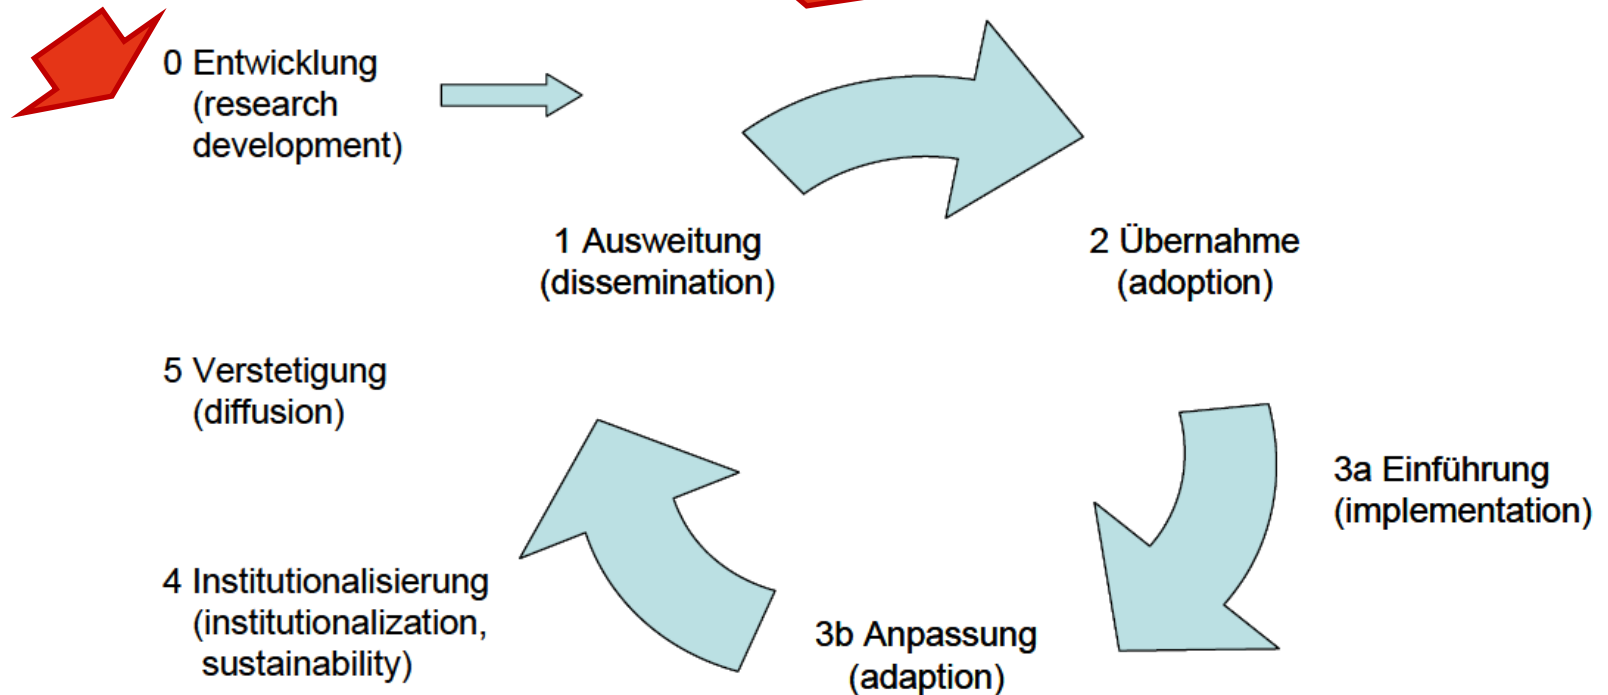 0 Entwicklung
(research
development)
1 Ausweitung
(dissemination)
2 Übernahme
(adoption)
3a Einführung
(implementation)
3b Anpassung
(adaption)
4 Institutionalisierung
(institutionalization,
sustainability)
5 Verstetigung
(diffusion)